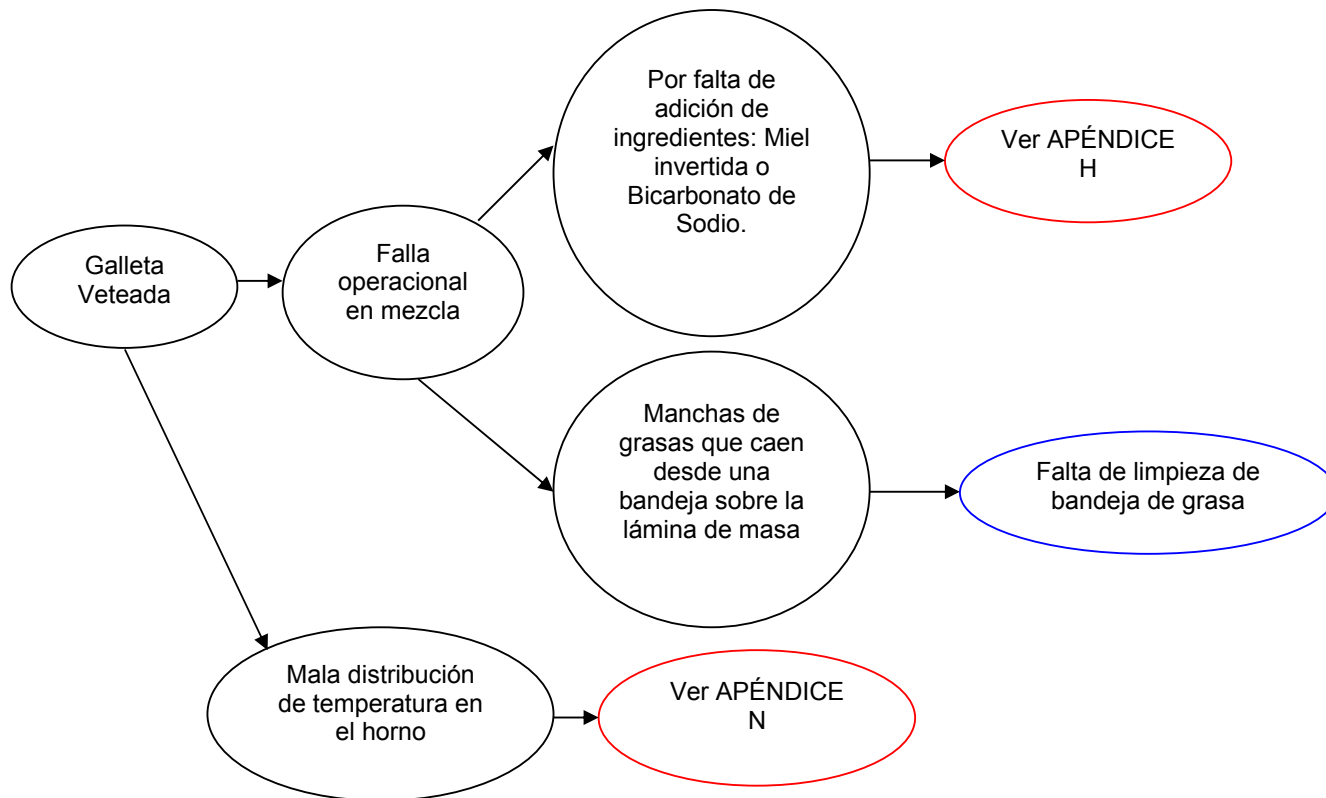 Por falta de
adición de
ingredientes: Miel
invertida o
Bicarbonato de
Sodio.
Ver APÉNDICE
H
Galleta
Veteada
Falla
operacional
en mezcla
Manchas de
grasas que caen
desde una
bandeja sobre la
lámina de masa
Falta de limpieza de
bandeja de grasa
Mala distribución
de temperatura en
el horno
Ver APÉNDICE
N